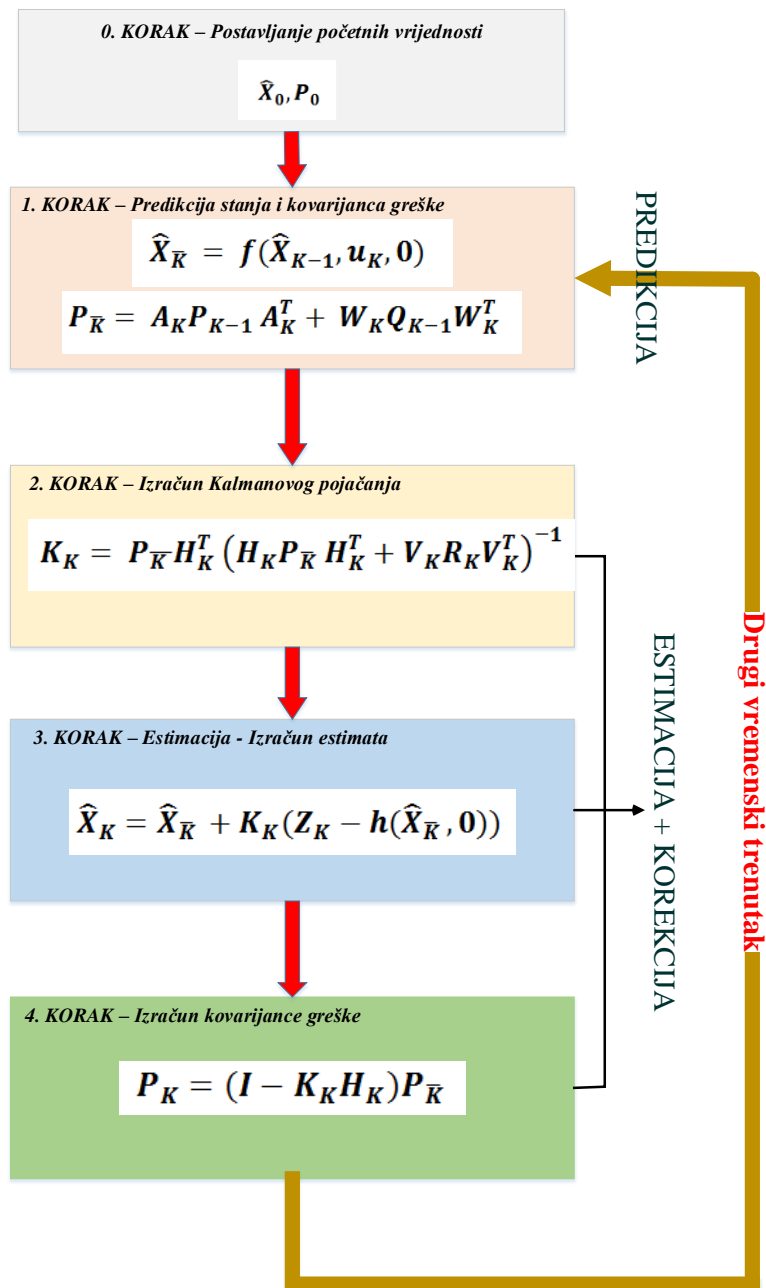 0. KORAK – Postavljanje početnih vrijednosti
X̂₀, P₀
1. KORAK – Predikcija stanja i kovarijanca greške
X̂_K̅ = f(X̂_{K−1}, u_K, 0)
P_K̅ = A_K P_{K−1} A_K^T + W_K Q_{K−1} W_K^T
PREDIKCIJA
2. KORAK – Izračun Kalmanovog pojačanja
K_K = P_K̅ H_K^T (H_K P_K̅ H_K^T + V_K R_K V_K^T)^{−1}
3. KORAK – Estimacija - Izračun estimata
X̂_K = X̂_K̅ + K_K(Z_K − h(X̂_K̅, 0))
4. KORAK – Izračun kovarijance greške
P_K = (I − K_K H_K)P_K̅
ESTIMACIJA + KOREKCIJA
Drugi vremenski trenutak